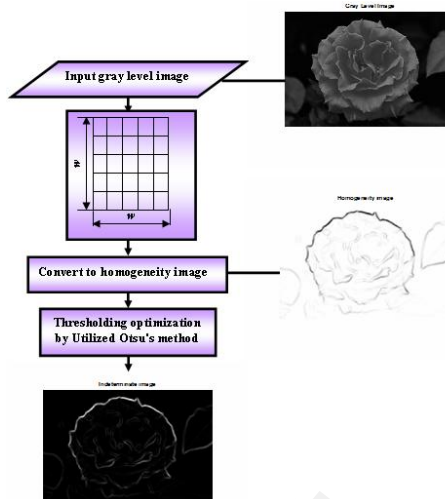 Gray Level Image
Input gray level image
w
w
Homogeneity image
Convert to homogeneity image
Thresholding optimization
by Utilized Otsu's method
Indeterminate image